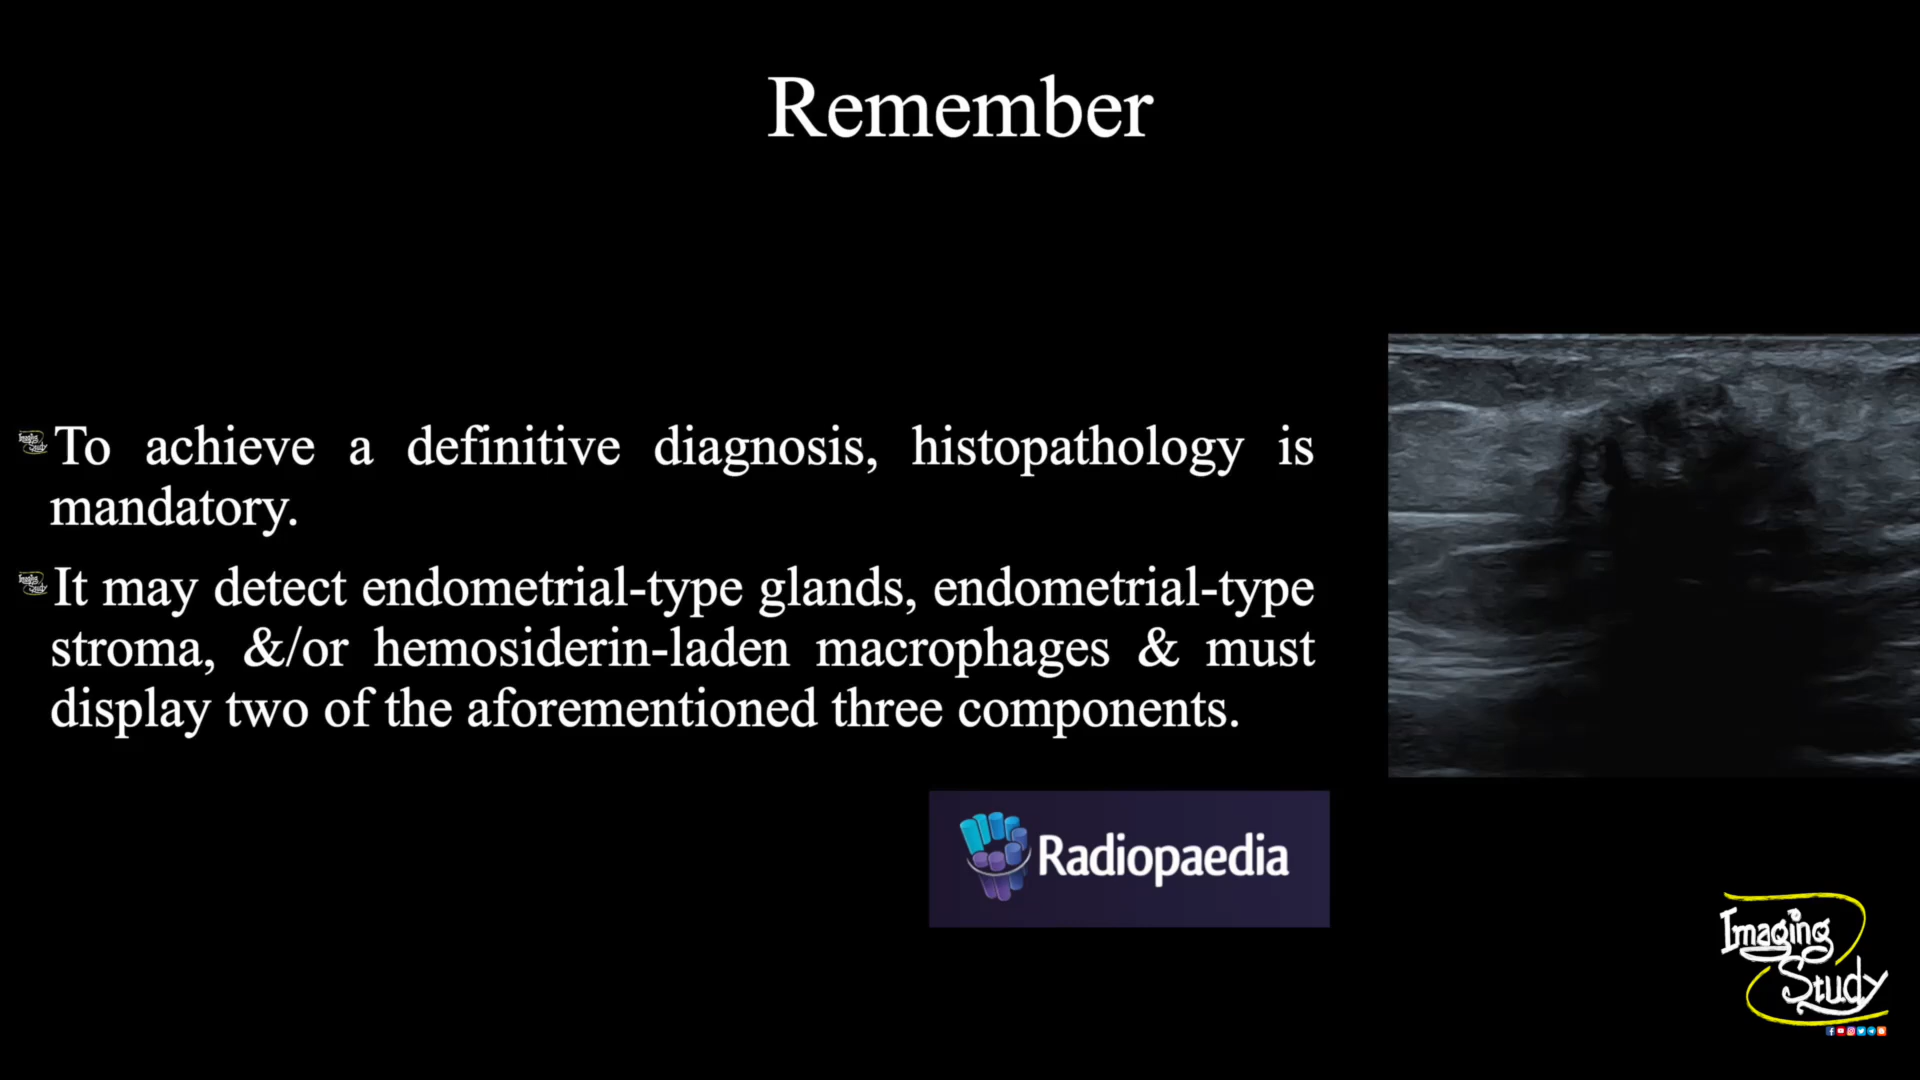 Remember
To achieve a definitive diagnosis, histopathology is
mandatory.
It may detect endometrial-type glands, endometrial-type
stroma, &/or hemosiderin-laden macrophages & must
display two of the aforementioned three components.
Radiopaedia
Imaging
Study